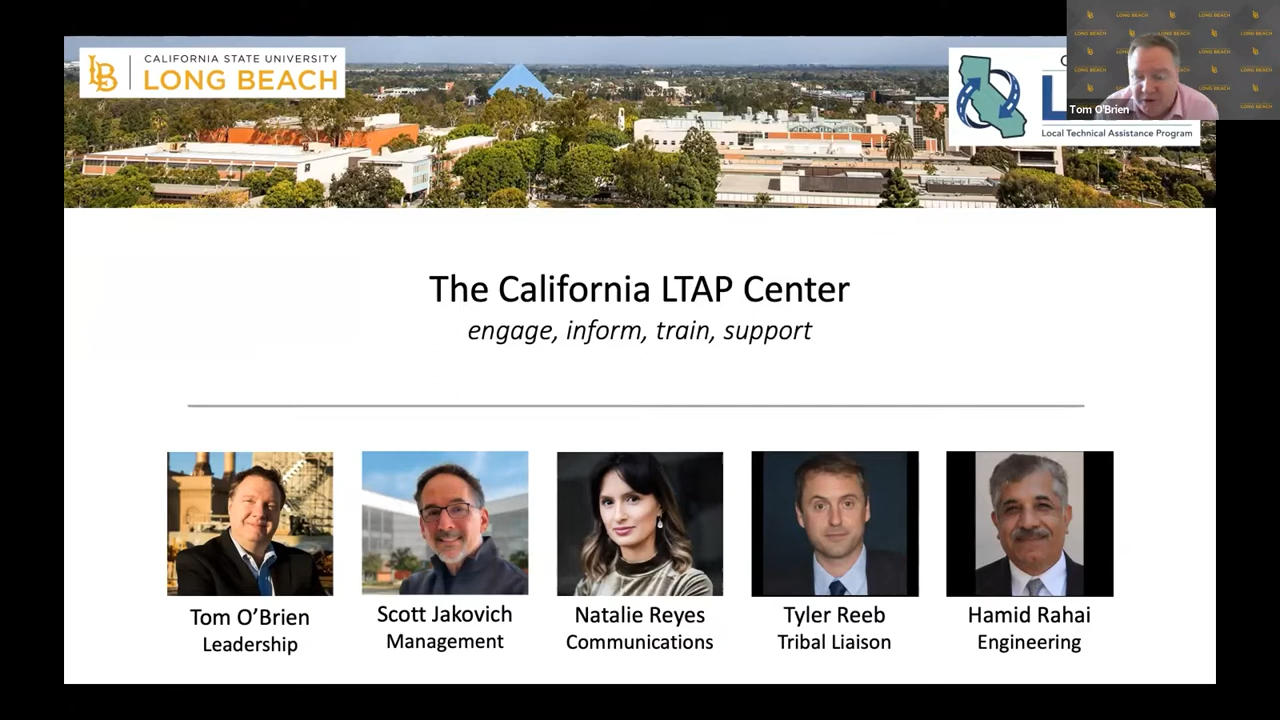 CALIFORNIA STATE UNIVERSITY
LONG BEACH
LB
Local Technical Assistance Program
Tom O'Brien
The California LTAP Center
engage, inform, train, support
Tom O’Brien
Leadership
Scott Jakovich
Management
Natalie Reyes
Communications
Tyler Reeb
Tribal Liaison
Hamid Rahai
Engineering